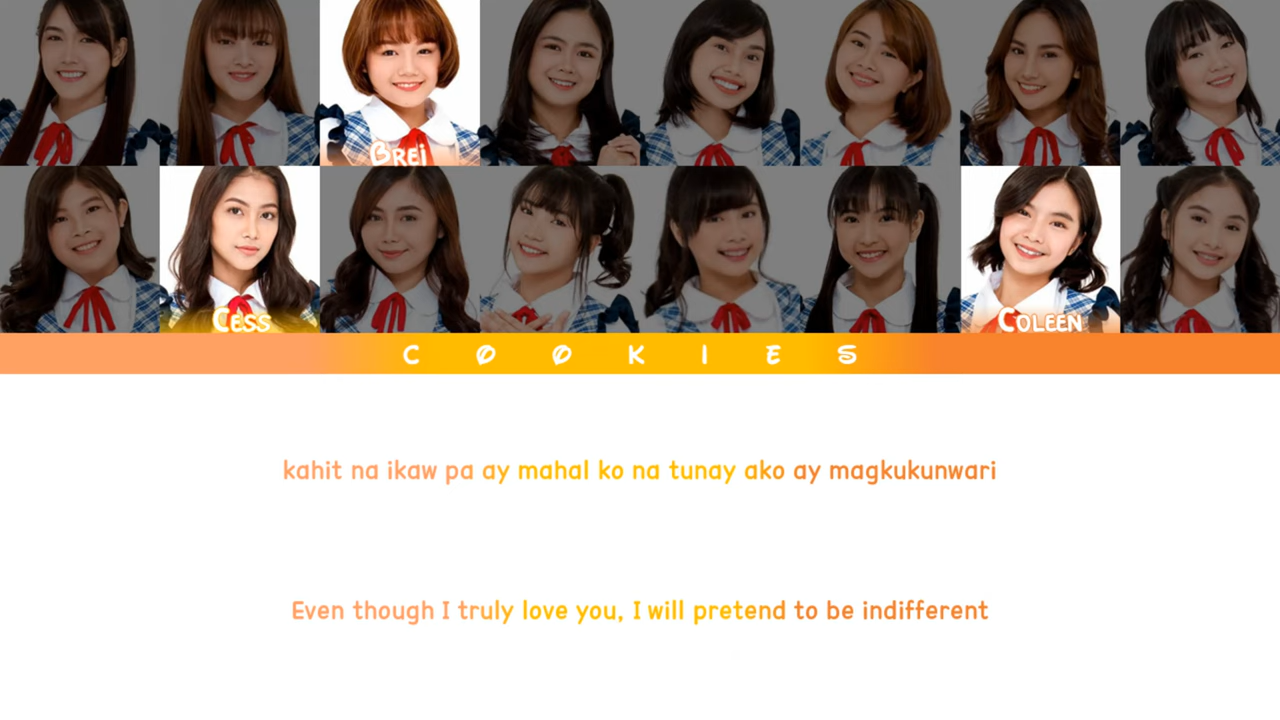 Brei
Cess
Coleen
COOKIES
kahit na ikaw pa ay mahal ko na tunay ako ay magkukunwari
Even though I truly love you, I will pretend to be indifferent